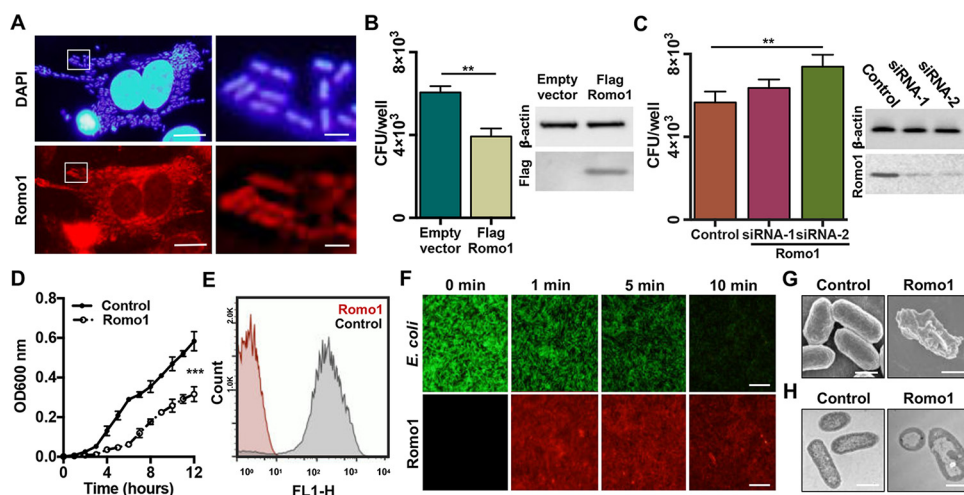 A
DAPI
Romo1
B
**
CFU/well
8×10³
4×10³
0
Empty vector
Flag Romo1
Empty vector
Flag Romo1
β-actin
Flag
C
**
CFU/well
8×10³
4×10³
0
Control
siRNA-1
siRNA-2
Romo1
Control
siRNA-1
siRNA-2
β-actin
Romo1
D
Control
Romo1
OD600 nm
0.8
0.6
0.4
0.2
0.0
0
4
8
12
***
Time (hours)
E
Romo1
Control
Count
2.0K
1.0K
10⁰
10¹
10²
10³
10⁴
FL1-H
F
0 min
1 min
5 min
10 min
E. coli
Romo1
G
Control
Romo1
H
Control
Romo1